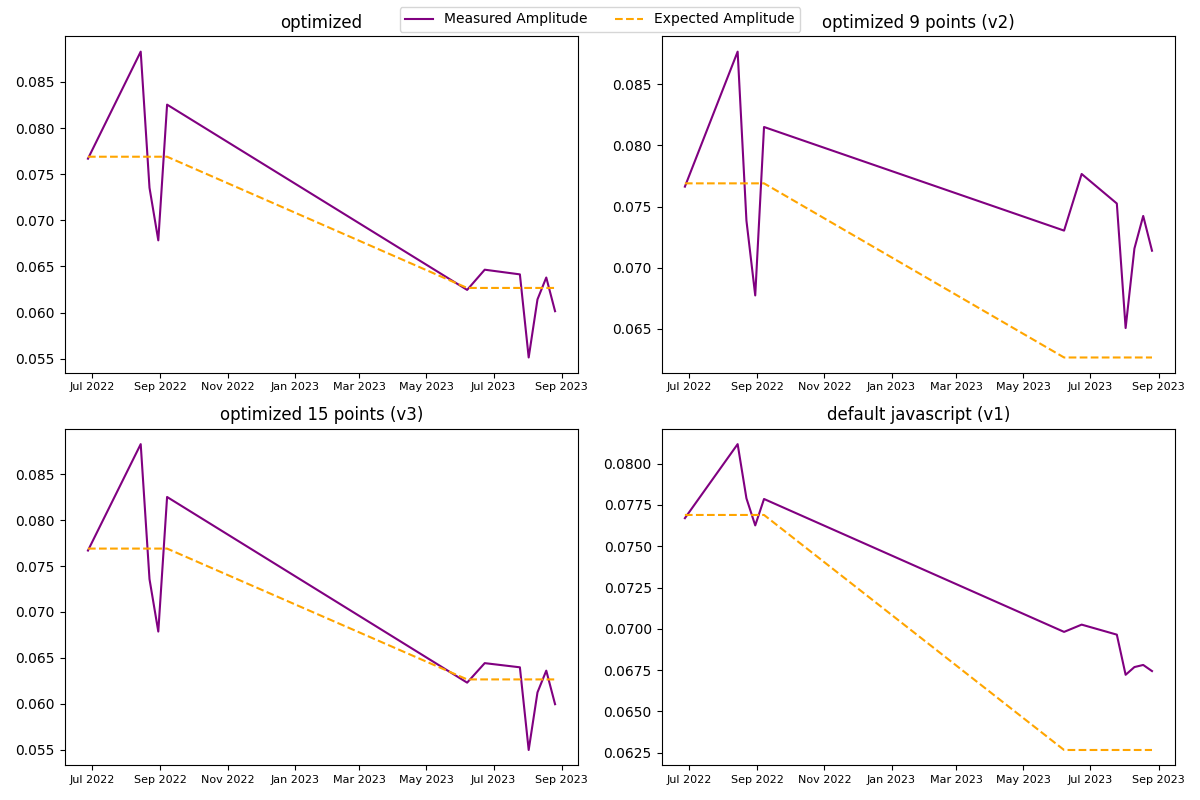 optimized
Measured Amplitude
Expected Amplitude
optimized 9 points (v2)
0.085
0.080
0.075
0.070
0.065
0.060
0.055
Jul 2022 Sep 2022 Nov 2022 Jan 2023 Mar 2023 May 2023 Jul 2023 Sep 2023
0.085
0.080
0.075
0.070
0.065
Jul 2022 Sep 2022 Nov 2022 Jan 2023 Mar 2023 May 2023 Jul 2023 Sep 2023
optimized 15 points (v3)
0.085
0.080
0.075
0.070
0.065
0.060
0.055
Jul 2022 Sep 2022 Nov 2022 Jan 2023 Mar 2023 May 2023 Jul 2023 Sep 2023
default javascript (v1)
0.0800
0.0775
0.0750
0.0725
0.0700
0.0675
0.0650
0.0625
Jul 2022 Sep 2022 Nov 2022 Jan 2023 Mar 2023 May 2023 Jul 2023 Sep 2023